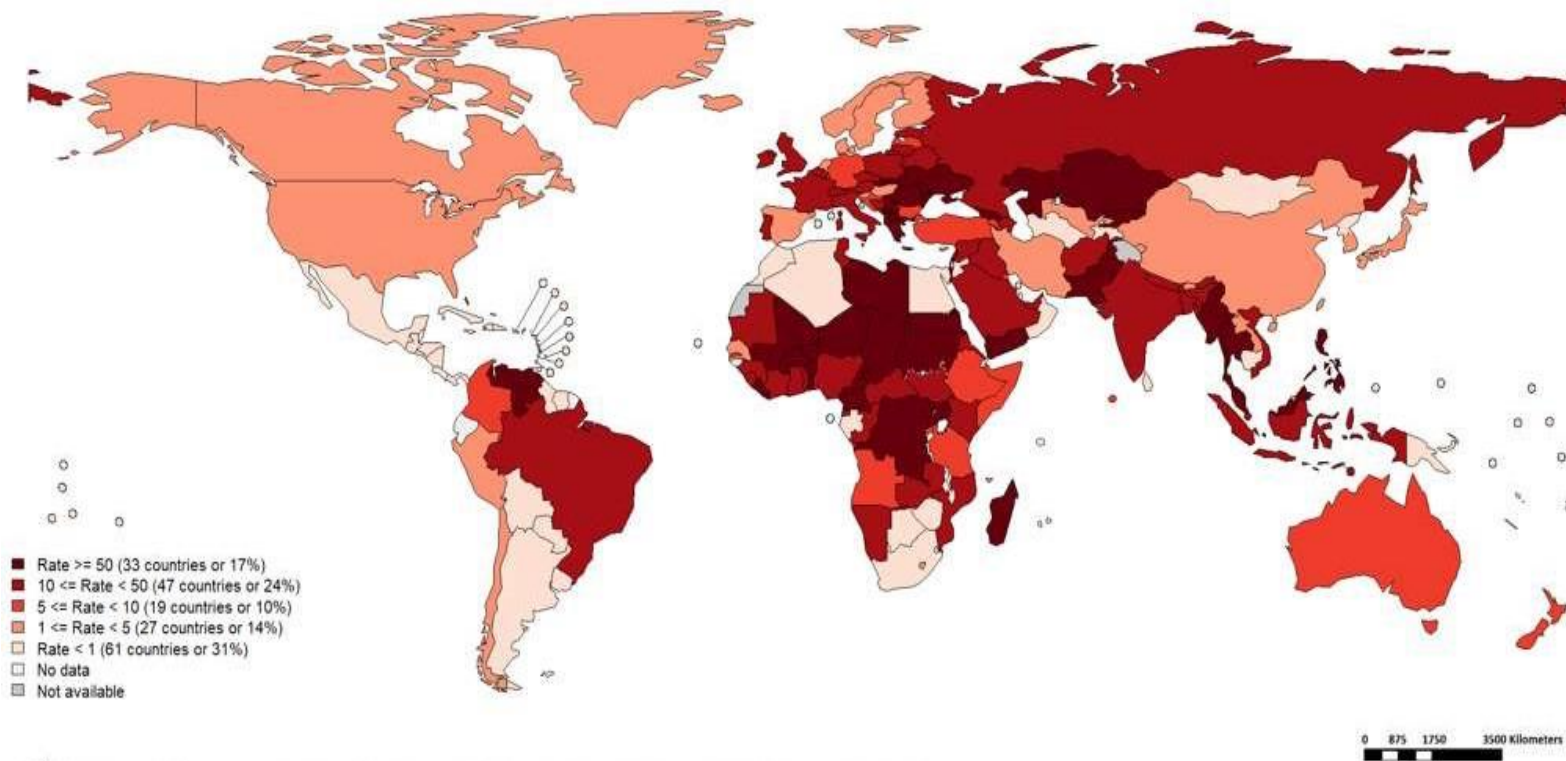 Rate >= 50 (33 countries or 17%)
10 <= Rate < 50 (47 countries or 24%)
5 <= Rate < 10 (19 countries or 10%)
1 <= Rate < 5 (27 countries or 14%)
Rate < 1 (61 countries or 31%)
No data
Not available
0 875 1750 3500 Kilometers